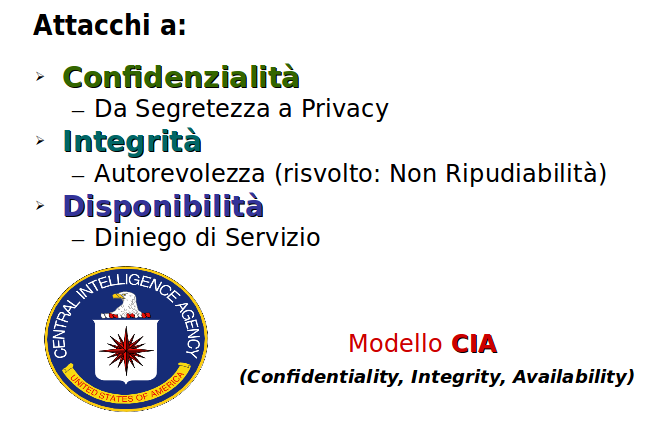 Attacchi a:
➢ Confidenzialità
– Da Segretezza a Privacy
➢ Integrità
– Autorevolezza (risvolto: Non Ripudiabilità)
➢ Disponibilità
– Diniego di Servizio
CENTRAL INTELLIGENCE AGENCY
UNITED STATES OF AMERICA
Modello CIA
(Confidentiality, Integrity, Availability)